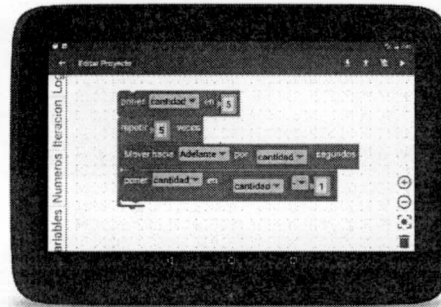 ← Editar Proyecto
ariables Numeros Iteracion Log
poner cantidad en 5
repetir 5 veces
Mover hacia Adelante por cantidad segundos
poner cantidad en cantidad - 1